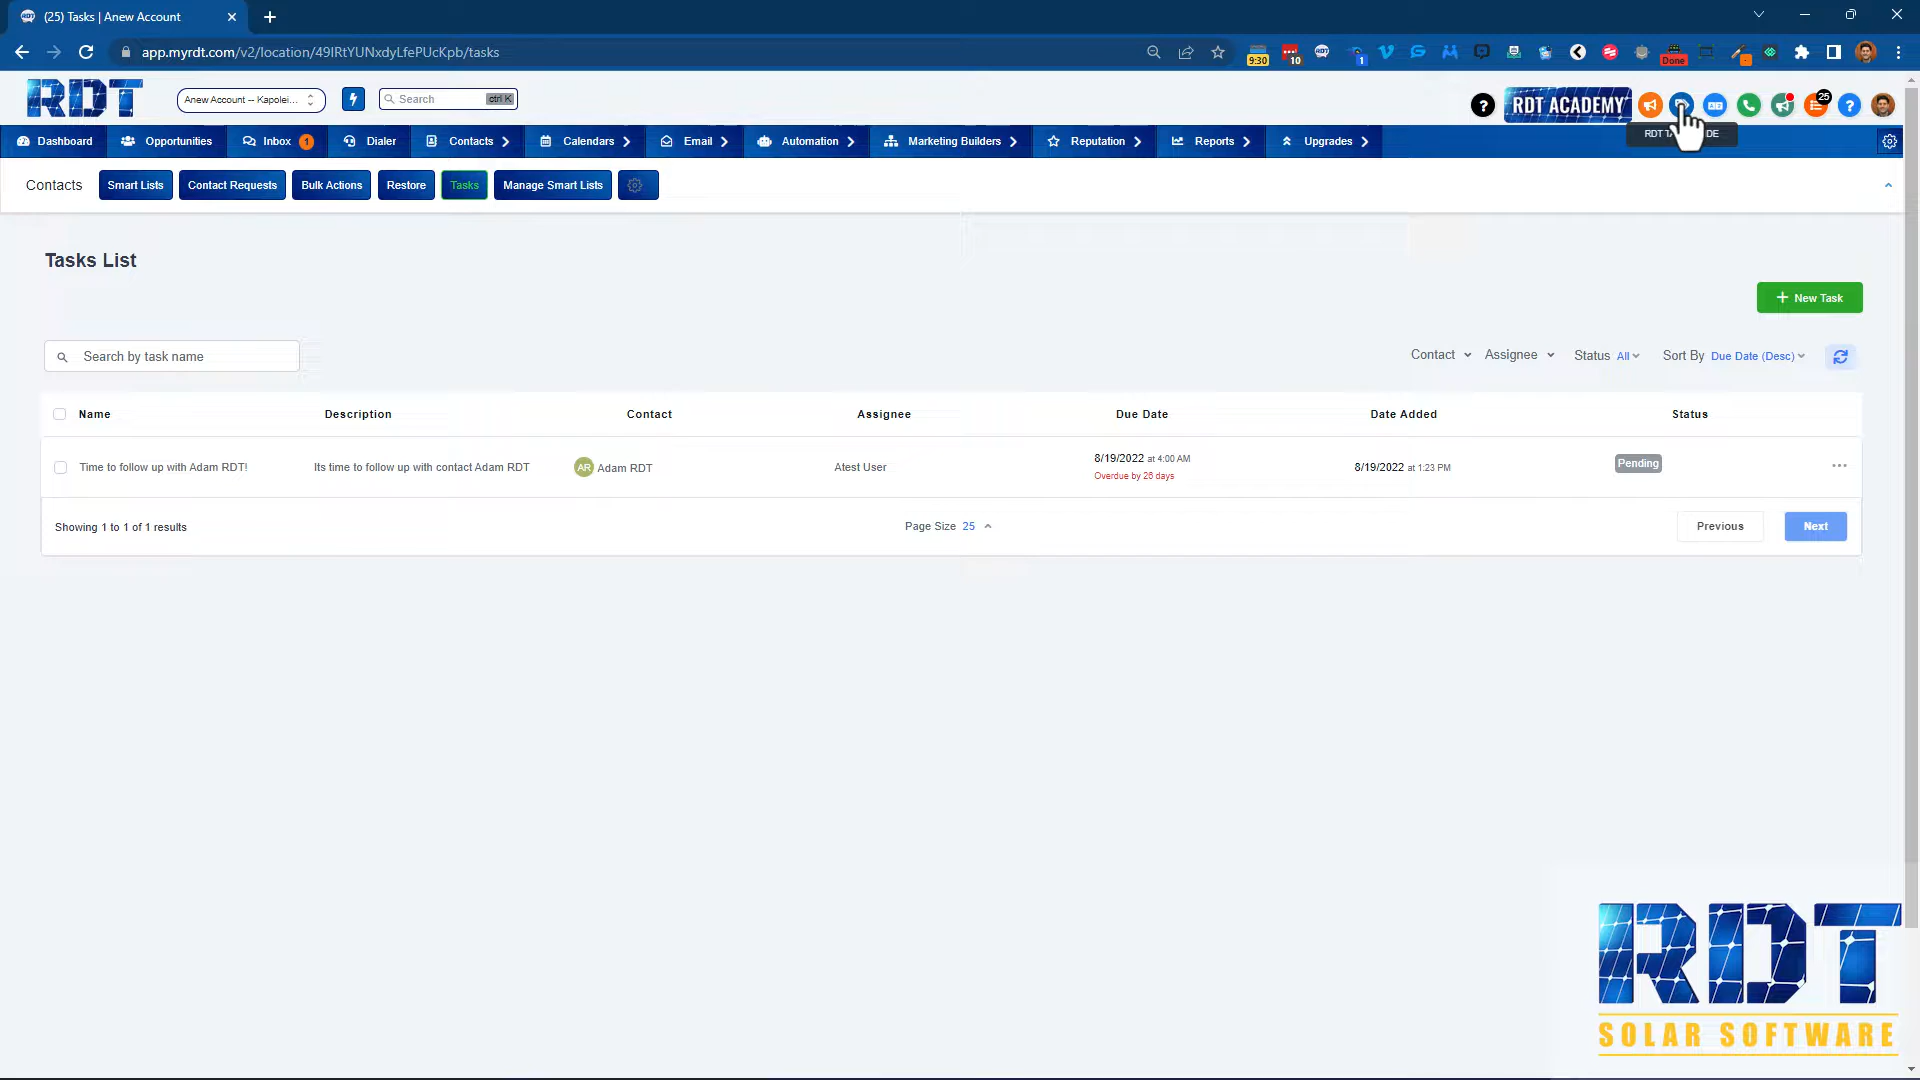 (25) Tasks | Anew Account
app.myrdt.com/v2/location/49IRtYUNxdyLfePUcKpb/tasks
9:30
10
1
Done
RDT
Anew Account -- Kapolei...
Search
ctrl K
RDT ACADEMY
25
RDT
DE
Dashboard
Opportunities
Inbox 1
Dialer
Contacts
Calendars
Email
Automation
Marketing Builders
Reputation
Reports
Upgrades
Contacts
Smart Lists
Contact Requests
Bulk Actions
Restore
Tasks
Manage Smart Lists
Tasks List
+ New Task
Search by task name
Contact
Assignee
Status All
Sort By Due Date (Desc)
Name
Description
Contact
Assignee
Due Date
Date Added
Status
Time to follow up with Adam RDT!
Its time to follow up with contact Adam RDT
AR Adam RDT
Atest User
8/19/2022 at 4:00 AM
Overdue by 26 days
8/19/2022 at 1:23 PM
Pending
Showing 1 to 1 of 1 results
Page Size 25
Previous
Next
RDT
SOLAR SOFTWARE